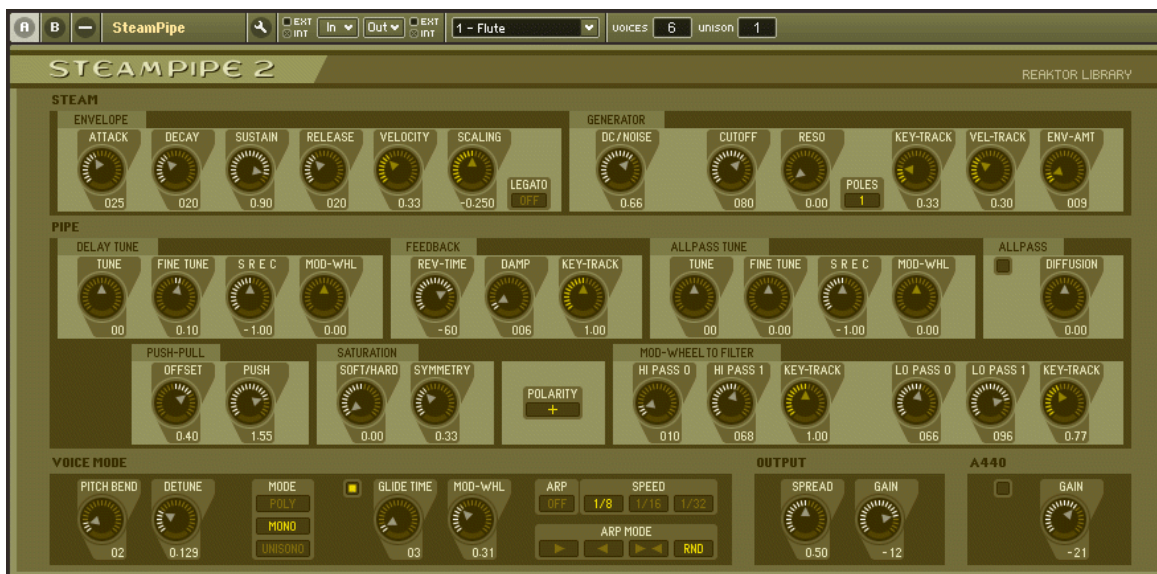 A B SteamPipe EXT INT In Out EXT INT 1 - Flute VOICES 6 UNISON 1
STEAMPIPE 2 REAKTOR LIBRARY
STEAM
ENVELOPE GENERATOR
ATTACK DECAY SUSTAIN RELEASE VELOCITY SCALING DC/NOISE CUTOFF RESO KEY-TRACK VEL-TRACK ENV-AMT
LEGATO POLES
025 020 0.90 020 0.33 -0.250 OFF 0.66 080 0.00 1 0.33 0.30 009
PIPE
DELAY TUNE FEEDBACK ALLPASS TUNE ALLPASS
TUNE FINE TUNE S R E C MOD-WHL REV-TIME DAMP KEY-TRACK TUNE FINE TUNE S R E C MOD-WHL DIFFUSION
00 0.10 -1.00 0.00 -60 006 1.00 00 0.00 -1.00 0.00 0.00
PUSH-PULL SATURATION MOD-WHEEL TO FILTER
OFFSET PUSH SOFT/HARD SYMMETRY HI PASS 0 HI PASS 1 KEY-TRACK LO PASS 0 LO PASS 1 KEY-TRACK
POLARITY
+
0.40 1.55 0.00 0.33 010 068 1.00 066 096 0.77
VOICE MODE OUTPUT A440
PITCH BEND DETUNE MODE GLIDE TIME MOD-WHL ARP SPEED SPREAD GAIN GAIN
POLY OFF 1/8 1/16 1/32
MONO ARP MODE
UNISONO RND
02 0.129 03 0.31 0.50 -12 -21